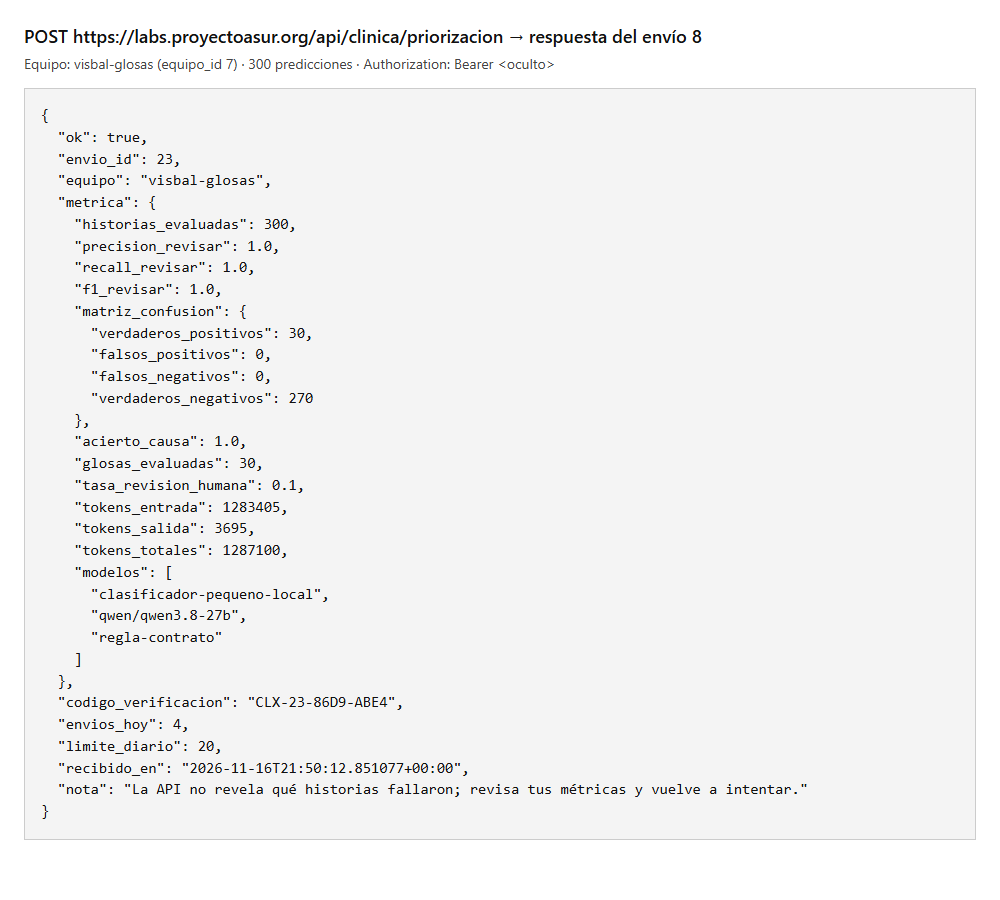 POST https://labs.proyectoasur.org/api/clinica/priorizacion → respuesta del envío 8
Equipo: visbal-glosas (equipo_id 7) · 300 predicciones · Authorization: Bearer <oculto>
{
  "ok": true,
  "envio_id": 23,
  "equipo": "visbal-glosas",
  "metrica": {
    "historias_evaluadas": 300,
    "precision_revisar": 1.0,
    "recall_revisar": 1.0,
    "f1_revisar": 1.0,
    "matriz_confusion": {
      "verdaderos_positivos": 30,
      "falsos_positivos": 0,
      "falsos_negativos": 0,
      "verdaderos_negativos": 270
    },
    "acierto_causa": 1.0,
    "glosas_evaluadas": 30,
    "tasa_revision_humana": 0.1,
    "tokens_entrada": 1283405,
    "tokens_salida": 3695,
    "tokens_totales": 1287100,
    "modelos": [
      "clasificador-pequeno-local",
      "qwen/qwen3.8-27b",
      "regla-contrato"
    ]
  },
  "codigo_verificacion": "CLX-23-86D9-ABE4",
  "envios_hoy": 4,
  "limite_diario": 20,
  "recibido_en": "2026-11-16T21:50:12.851077+00:00",
  "nota": "La API no revela qué historias fallaron; revisa tus métricas y vuelve a intentar."
}